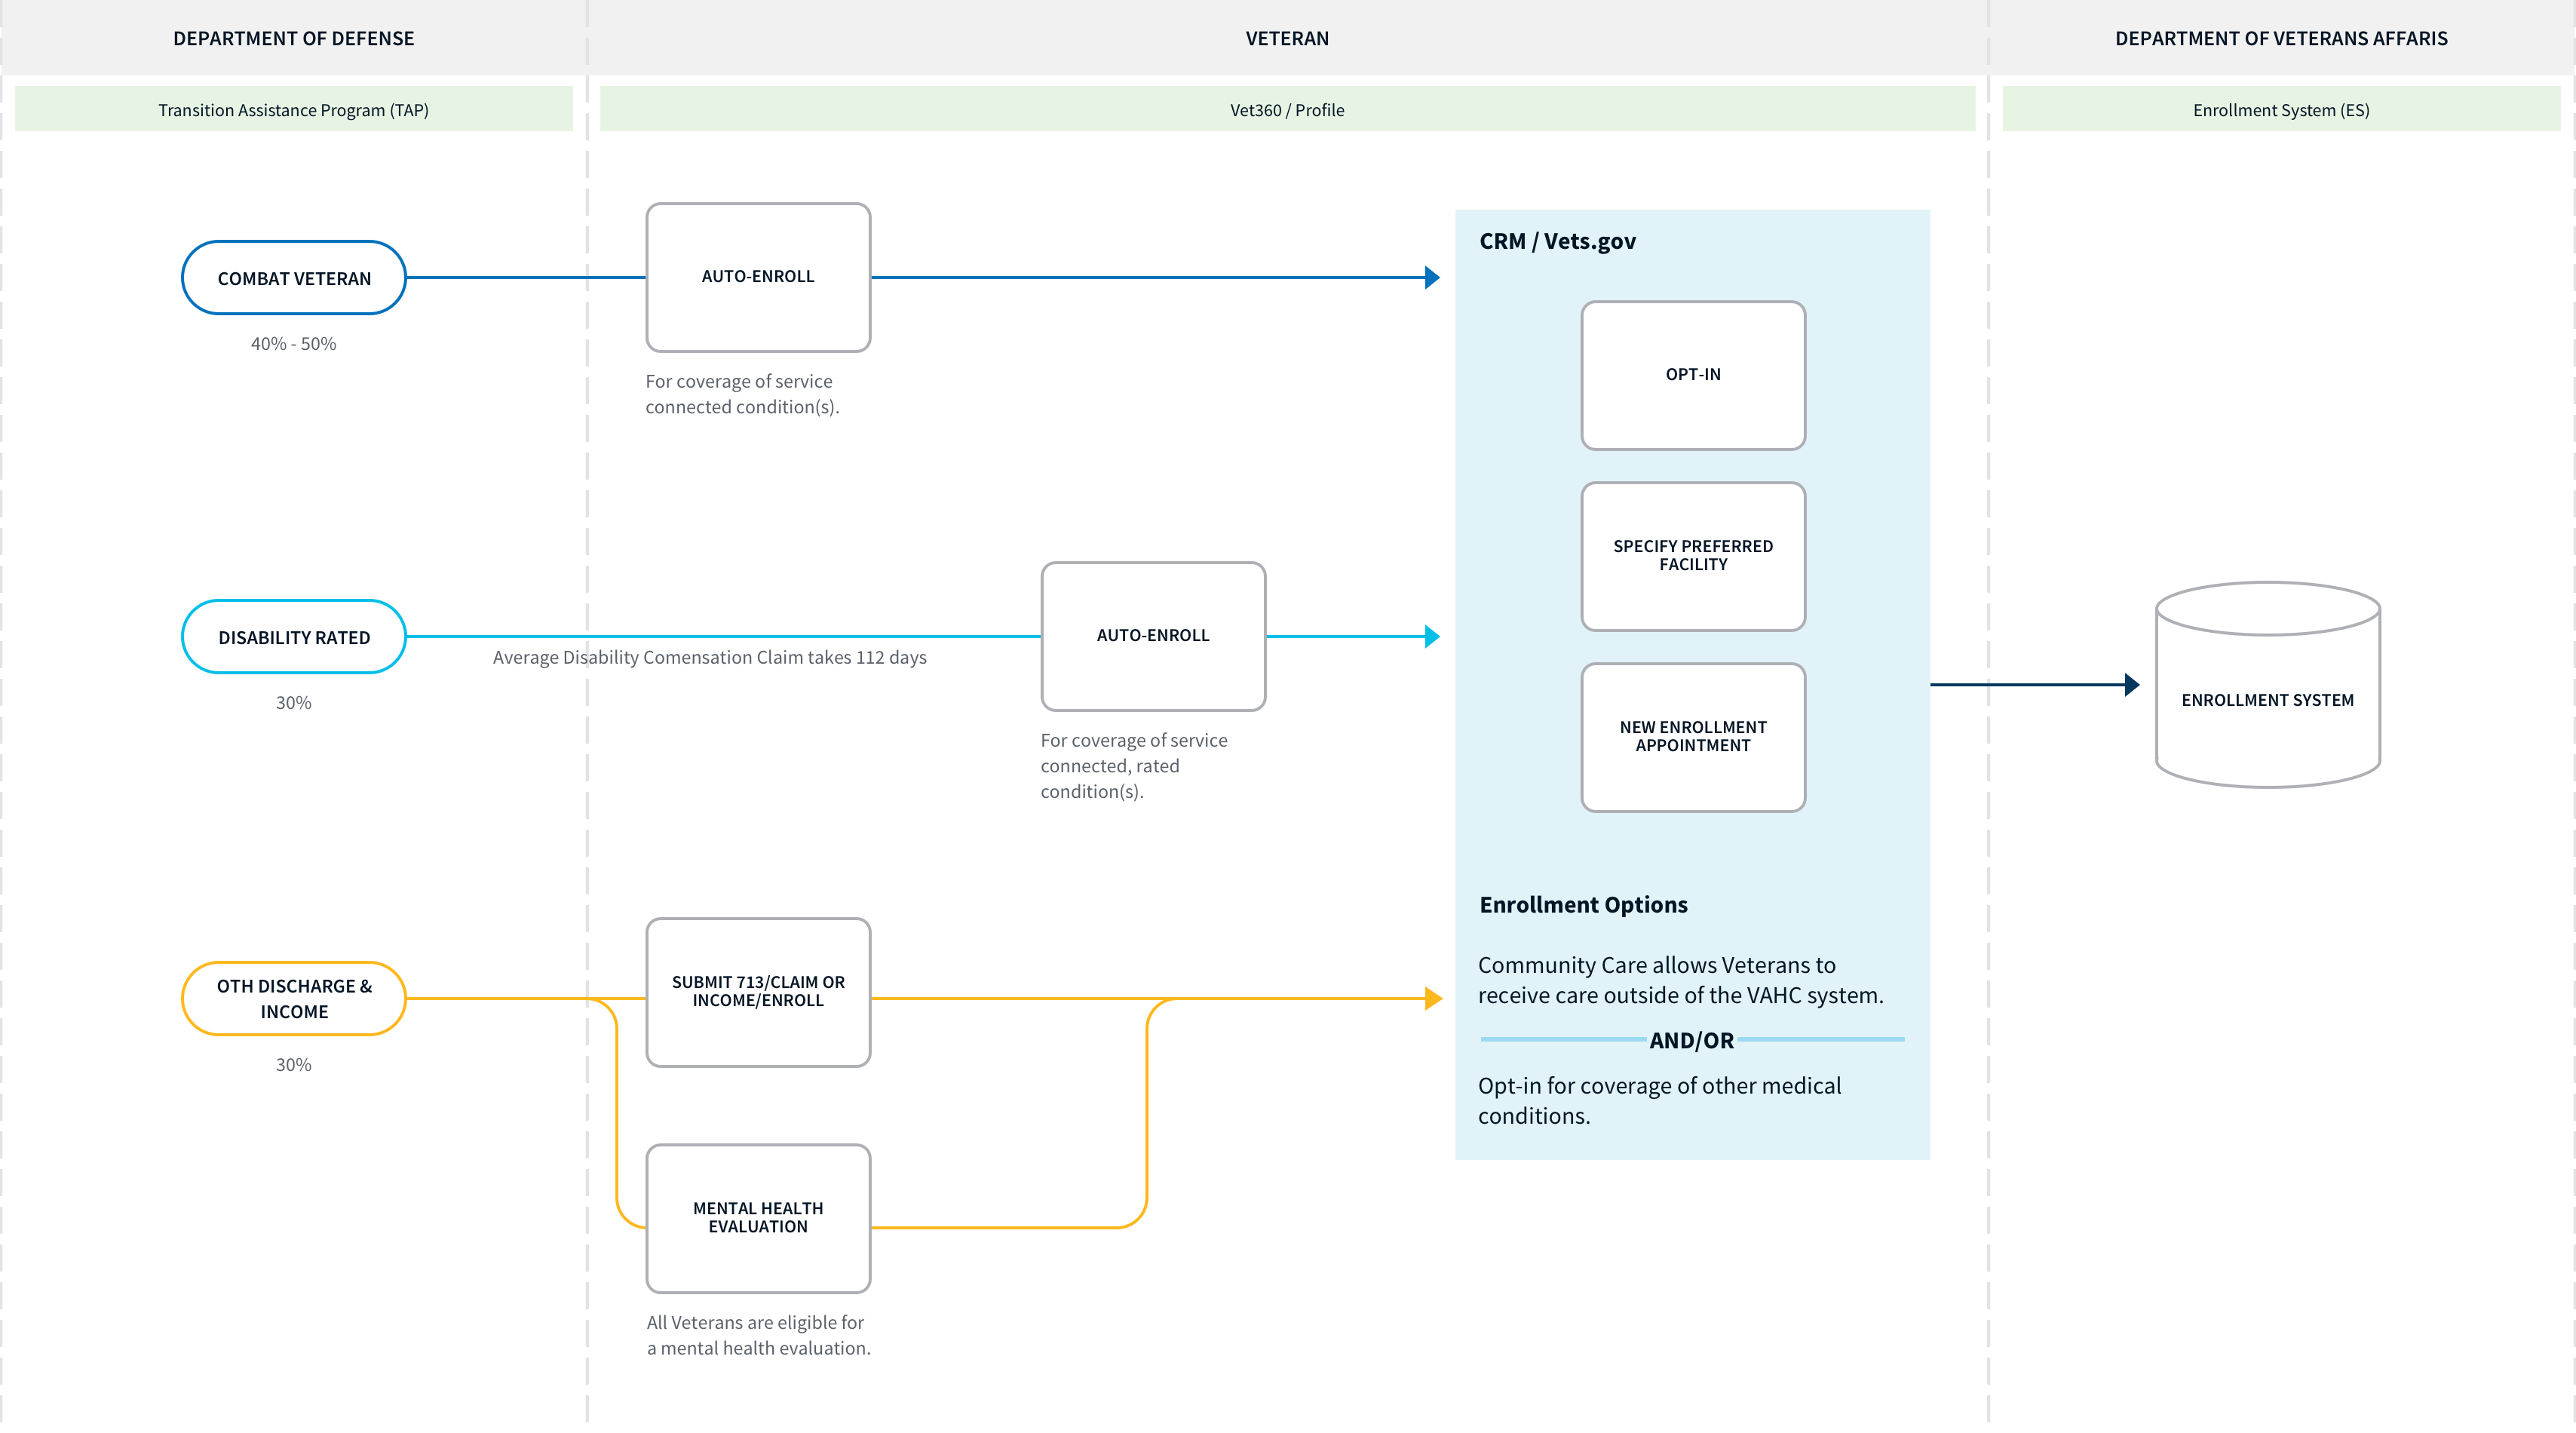 DEPARTMENT OF DEFENSE
VETERAN
DEPARTMENT OF VETERANS AFFARIS
Transition Assistance Program (TAP)
Vet360 / Profile
Enrollment System (ES)
COMBAT VETERAN
40% - 50%
AUTO-ENROLL
For coverage of service
connected condition(s).
DISABILITY RATED
30%
Average Disability Comensation Claim takes 112 days
AUTO-ENROLL
For coverage of service
connected, rated
condition(s).
OTH DISCHARGE &
INCOME
30%
SUBMIT 713/CLAIM OR
INCOME/ENROLL
MENTAL HEALTH
EVALUATION
All Veterans are eligible for
a mental health evaluation.
CRM / Vets.gov
OPT-IN
SPECIFY PREFERRED
FACILITY
NEW ENROLLMENT
APPOINTMENT
Enrollment Options
Community Care allows Veterans to
receive care outside of the VAHC system.
AND/OR
Opt-in for coverage of other medical
conditions.
ENROLLMENT SYSTEM